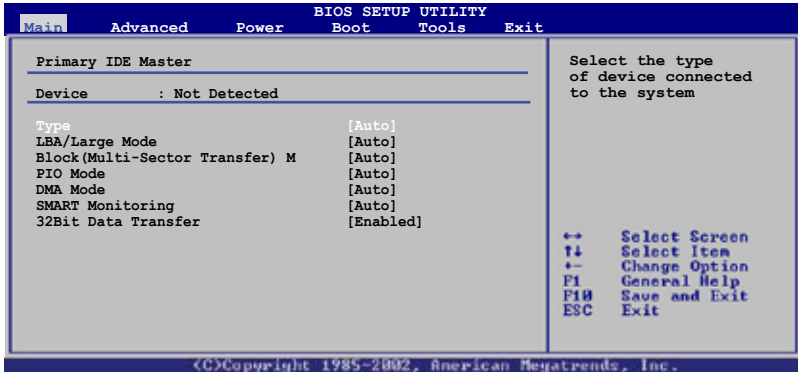 BIOS SETUP UTILITY
Main Advanced Power Boot Tools Exit
Primary IDE Master
Device : Not Detected
Type [Auto]
LBA/Large Mode [Auto]
Block(Multi-Sector Transfer) M [Auto]
PIO Mode [Auto]
DMA Mode [Auto]
SMART Monitoring [Auto]
32Bit Data Transfer [Enabled]
Select the type
of device connected
to the system
↔ Select Screen
↑↓ Select Item
+- Change Option
F1 General Help
F10 Save and Exit
ESC Exit
(C)Copyright 1985-2002, American Megatrends, Inc.